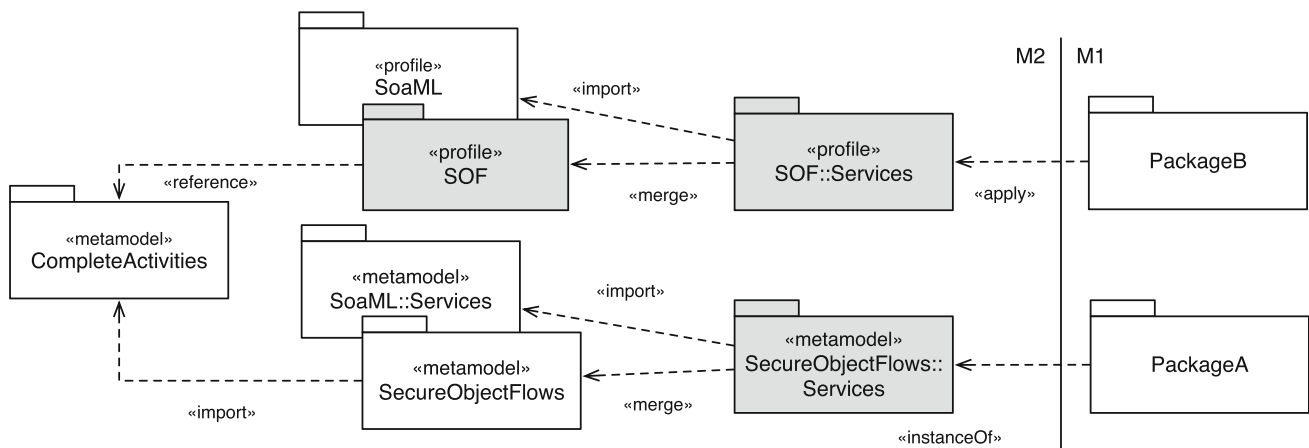 «profile»
SoaML
«import»
M2
M1
«profile»
SOF
«profile»
SOF::Services
PackageB
«reference»
«merge»
«apply»
«metamodel»
CompleteActivities
«metamodel»
SoaML::Services
«import»
«metamodel»
SecureObjectFlows
«metamodel»
SecureObjectFlows::
Services
PackageA
«import»
«merge»
«instanceOf»